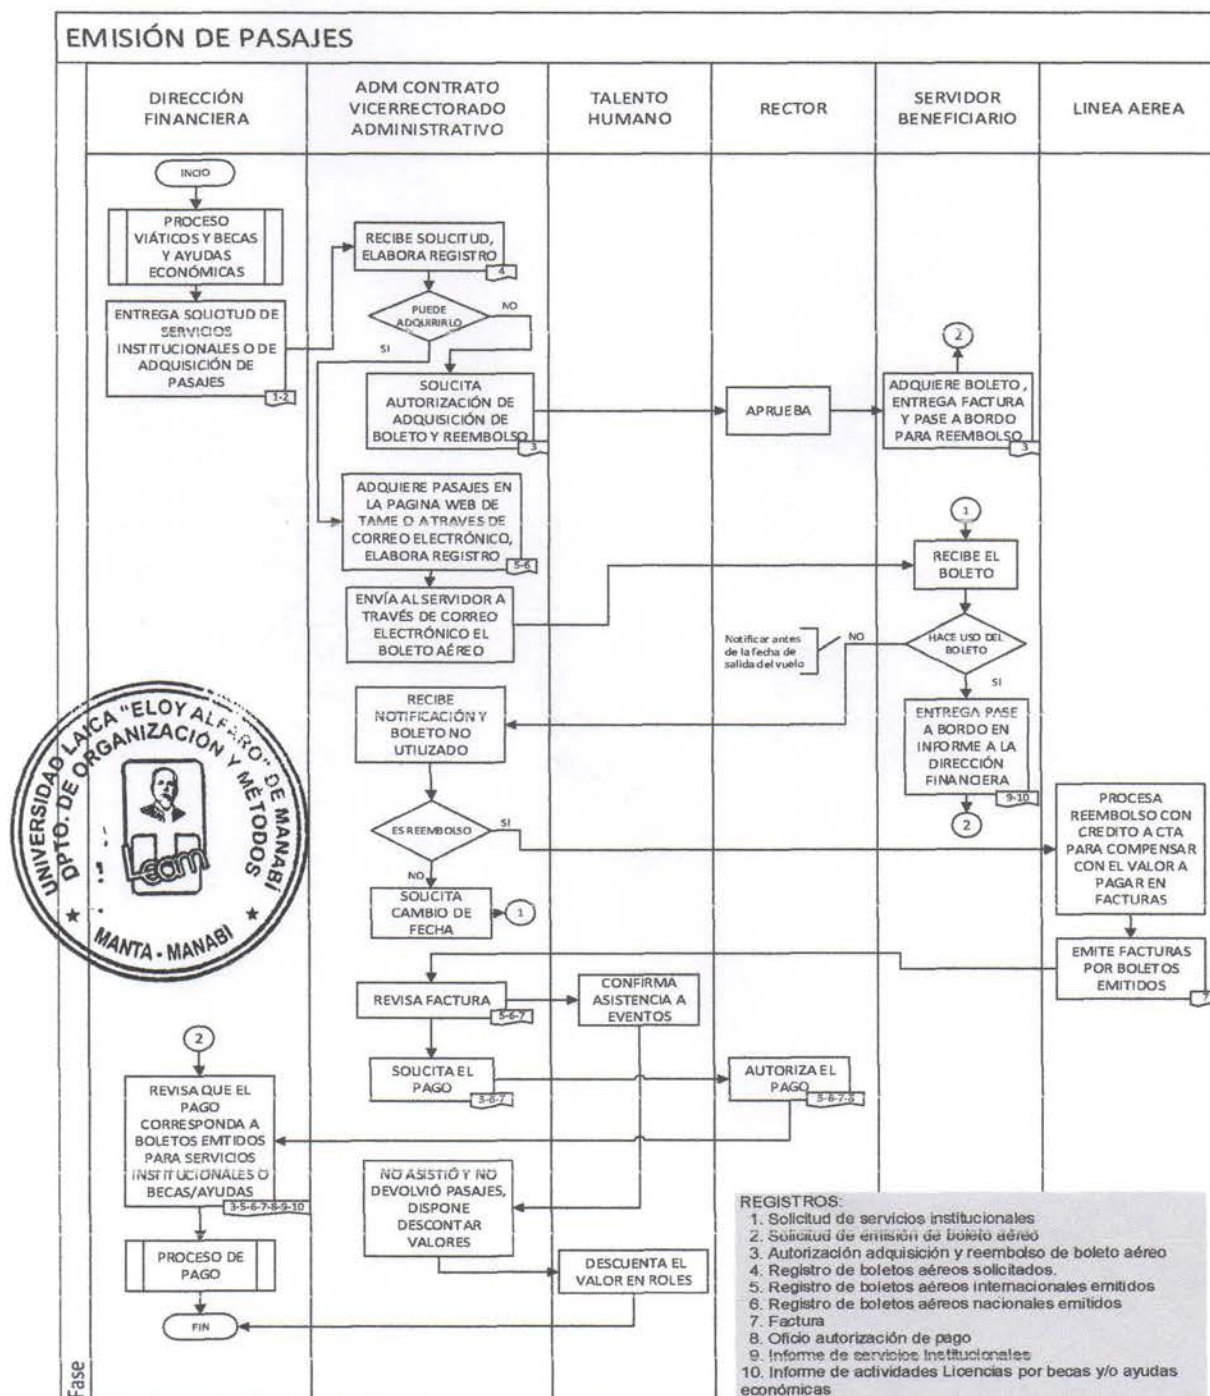 EMISIÓN DE PASAJES
DIRECCIÓN
FINANCIERA
ADM CONTRATO
VICERRECTORADO
ADMINISTRATIVO
TALENTO
HUMANO
RECTOR
SERVIDOR
BENEFICIARIO
LINEA AEREA
INCIO
PROCESO
VIÁTICOS Y BECAS
Y AYUDAS
ECONÓMICAS
ENTREGA SOLICITUD DE
SERVICIOS
INSTITUCIONALES O DE
ADQUISICIÓN DE
PASAJES
1-2
RECIBE SOLICITUD,
ELABORA REGISTRO
4
PUEDE
ADQUIRIRLO
NO
SI
SOLICITA
AUTORIZACIÓN DE
ADQUISICIÓN DE
BOLETO Y REEMBOLSO
3
APRUEBA
2
ADQUIERE BOLETO,
ENTREGA FACTURA
Y PASE A BORDO
PARA REEMBOLSO
3
ADQUIERE PASAJES EN
LA PAGINA WEB DE
TAME O A TRAVES DE
CORREO ELECTRÓNICO,
ELABORA REGISTRO
5-6
ENVÍA AL SERVIDOR A
TRAVÉS DE CORREO
ELECTRÓNICO EL
BOLETO AÉREO
1
RECIBE EL
BOLETO
HACE USO DEL
BOLETO
NO
SI
Notificar antes
de la fecha de
salida del vuelo
RECIBE
NOTIFICACIÓN Y
BOLETO NO
UTILIZADO
ENTREGA PASE
A BORDO EN
INFORME A LA
DIRECCIÓN
FINANCIERA
9-10
2
ES REEMBOLSO
SI
NO
PROCESA
REEMBOLSO CON
CREDITO A CTA
PARA COMPENSAR
CON EL VALOR A
PAGAR EN
FACTURAS
SOLICITA
CAMBIO DE
FECHA
1
EMITE FACTURAS
POR BOLETOS
EMITIDOS
7
UNIVERSIDAD LAICA "ELOY ALFARO" DE MANABÍ
DPTO. DE ORGANIZACIÓN Y MÉTODOS
Uleam
MANTA - MANABÍ
REVISA FACTURA
5-6-7
CONFIRMA
ASISTENCIA A
EVENTOS
2
SOLICITA EL
PAGO
AUTORIZA EL
PAGO
REVISA QUE EL
PAGO
CORRESPONDA A
BOLETOS EMTIDOS
PARA SERVICIOS
INSTITUCIONALES O
BECAS/AYUDAS
3-5-6-7-8-9-10
NO ASISTIÓ Y NO
DEVOLVIÓ PASAJES,
DISPONE
DESCONTAR
VALORES
PROCESO DE
PAGO
DESCUENTA EL
VALOR EN ROLES
FIN
Fase
REGISTROS:
1. Solicitud de servicios institucionales
2. Solicitud de emisión de boleto aéreo
3. Autorización adquisición y reembolso de boleto aéreo
4. Registro de boletos aéreos solicitados.
5. Registro de boletos aéreos internacionales emitidos
6. Registro de boletos aéreos nacionales emitidos
7. Factura
8. Oficio autorización de pago
9. Informe de servicios Institucionales
10. Informe de actividades Licencias por becas y/o ayudas
económicas